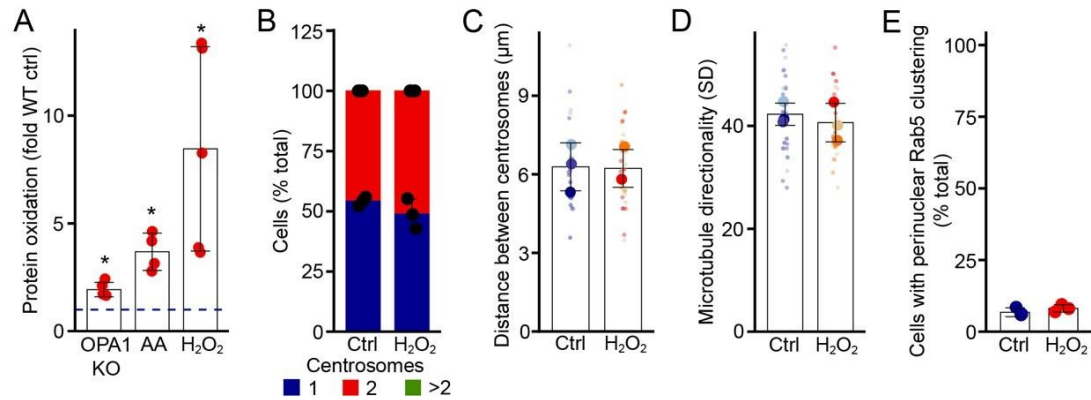 A
Protein oxidation (fold WT ctrl)
10
5
0
*
*
*
OPA1
KO
AA
H₂O₂
B
Cells (% total)
125
100
75
50
25
0
Ctrl
H₂O₂
Centrosomes
1
2
>2
C
Distance between centrosomes (µm)
9
6
3
0
Ctrl
H₂O₂
D
Microtubule directionality (SD)
40
20
0
Ctrl
H₂O₂
E
Cells with perinuclear Rab5 clustering
(% total)
100
75
50
25
0
Ctrl
H₂O₂